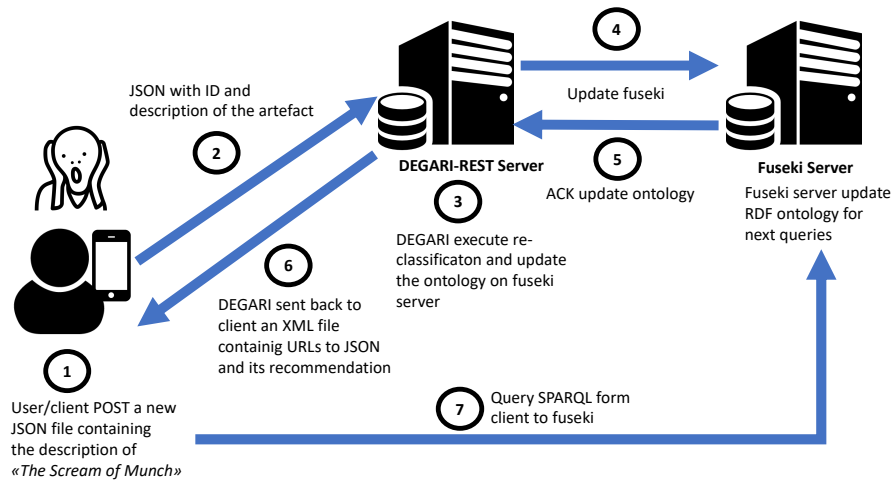 4
JSON with ID and
description of the artefact
Update fuseki
2
5
DEGARI-REST Server
Fuseki Server
ACK update ontology
Fuseki server update
RDF ontology for
next queries
3
DEGARI execute re-
classificaton and update
the ontology on fuseki
server
6
DEGARI sent back to
client an XML file
containig URLs to JSON
and its recommendation
1
User/client POST a new
JSON file containing
the description of
«The Scream of Munch»
7
Query SPARQL form
client to fuseki